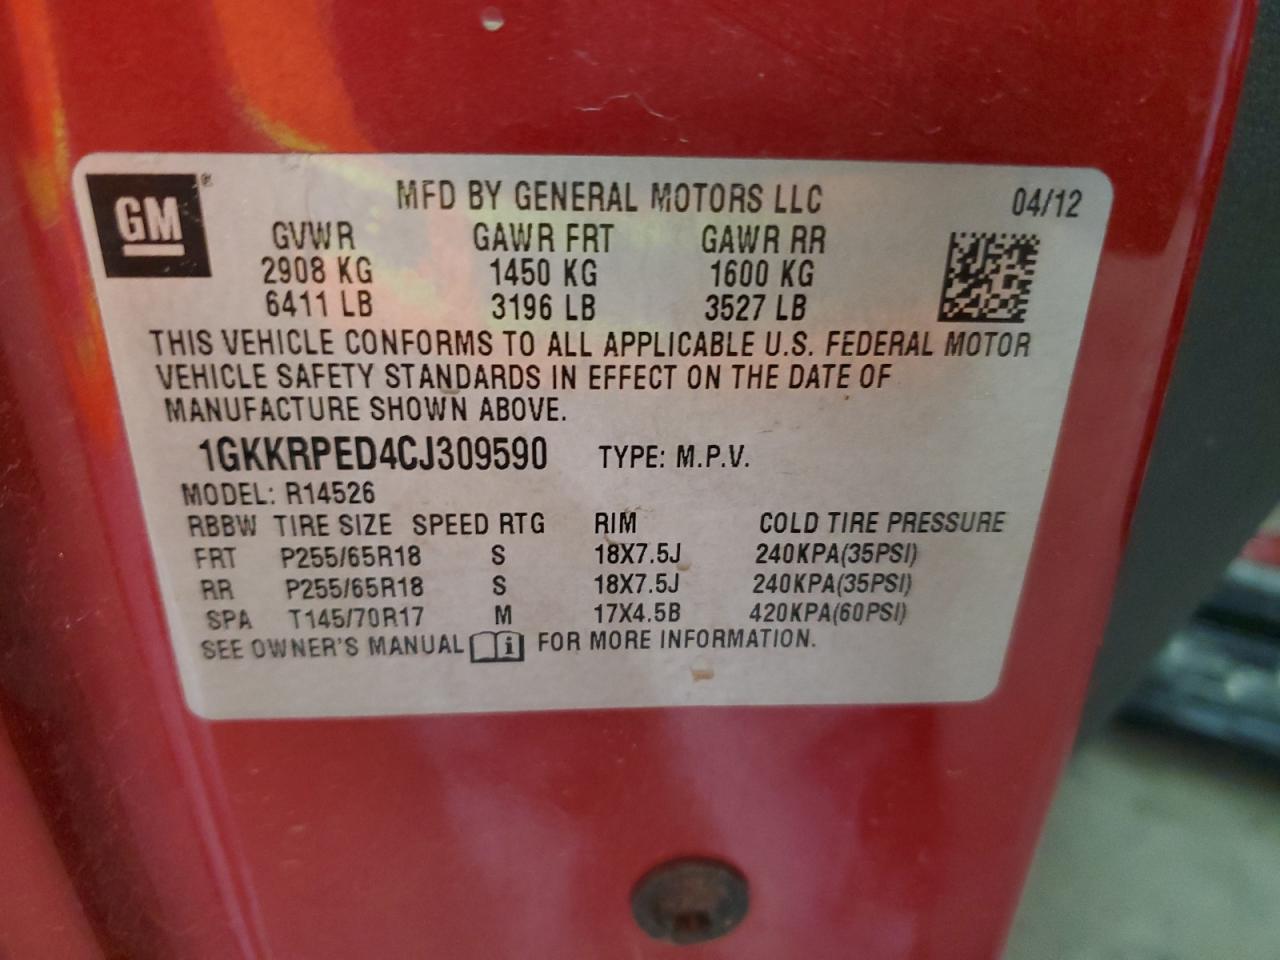 GM ®
MFD BY GENERAL MOTORS LLC 04/12
GVWR GAWR FRT GAWR RR
2908 KG 1450 KG 1600 KG
6411 LB 3196 LB 3527 LB
THIS VEHICLE CONFORMS TO ALL APPLICABLE U.S. FEDERAL MOTOR
VEHICLE SAFETY STANDARDS IN EFFECT ON THE DATE OF
MANUFACTURE SHOWN ABOVE.
1GKKRPED4CJ309590 TYPE: M.P.V.
MODEL: R14526
RBBW TIRE SIZE SPEED RTG RIM COLD TIRE PRESSURE
FRT P255/65R18 S 18X7.5J 240KPA(35PSI)
RR P255/65R18 S 18X7.5J 240KPA(35PSI)
SPA T145/70R17 M 17X4.5B 420KPA(60PSI)
SEE OWNER'S MANUAL i FOR MORE INFORMATION.